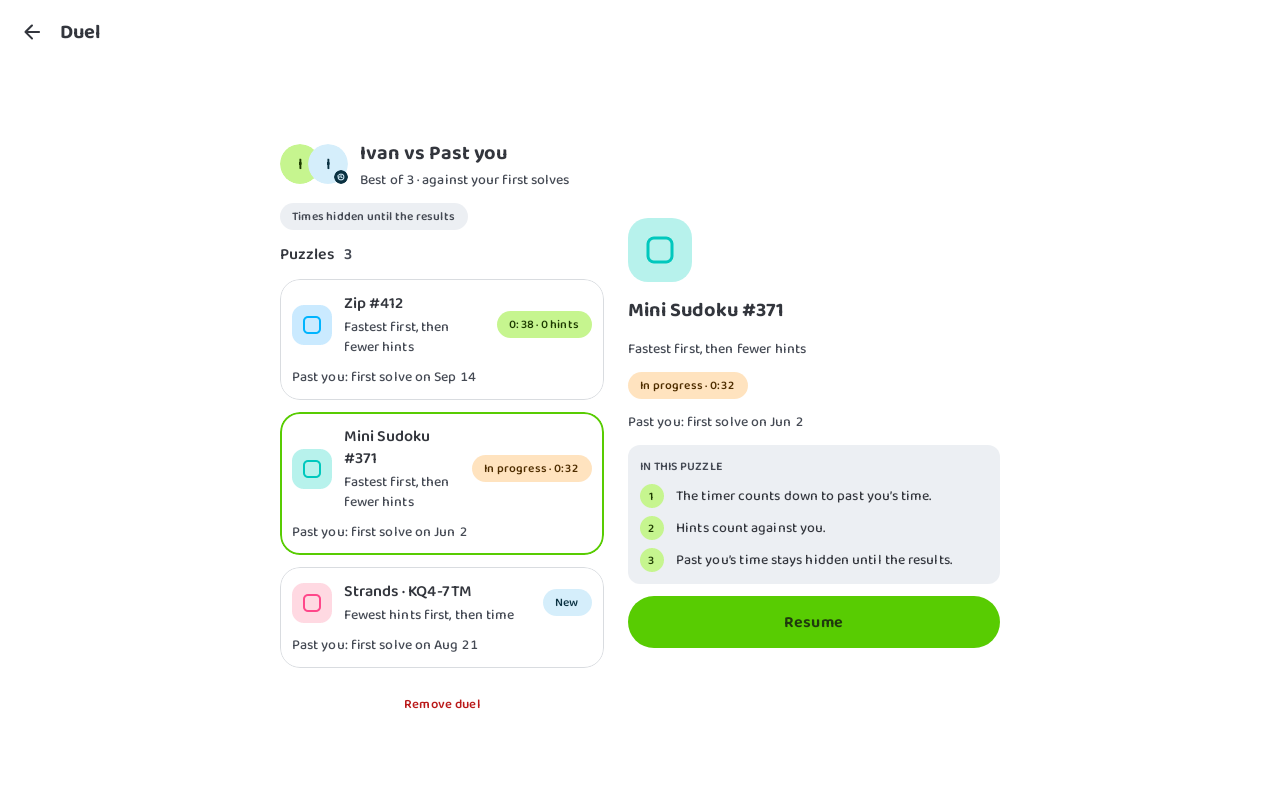 Duel
I I
Ivan vs Past you
Best of 3 · against your first solves
Times hidden until the results
Puzzles 3
Zip #412
Fastest first, then
fewer hints
0:38 · 0 hints
Past you: first solve on Sep 14
Mini Sudoku
#371
Fastest first, then
fewer hints
In progress · 0:32
Past you: first solve on Jun 2
Strands · KQ4-7TM
Fewest hints first, then time
New
Past you: first solve on Aug 21
Remove duel
Mini Sudoku #371
Fastest first, then fewer hints
In progress · 0:32
Past you: first solve on Jun 2
IN THIS PUZZLE
1 The timer counts down to past you's time.
2 Hints count against you.
3 Past you's time stays hidden until the results.
Resume